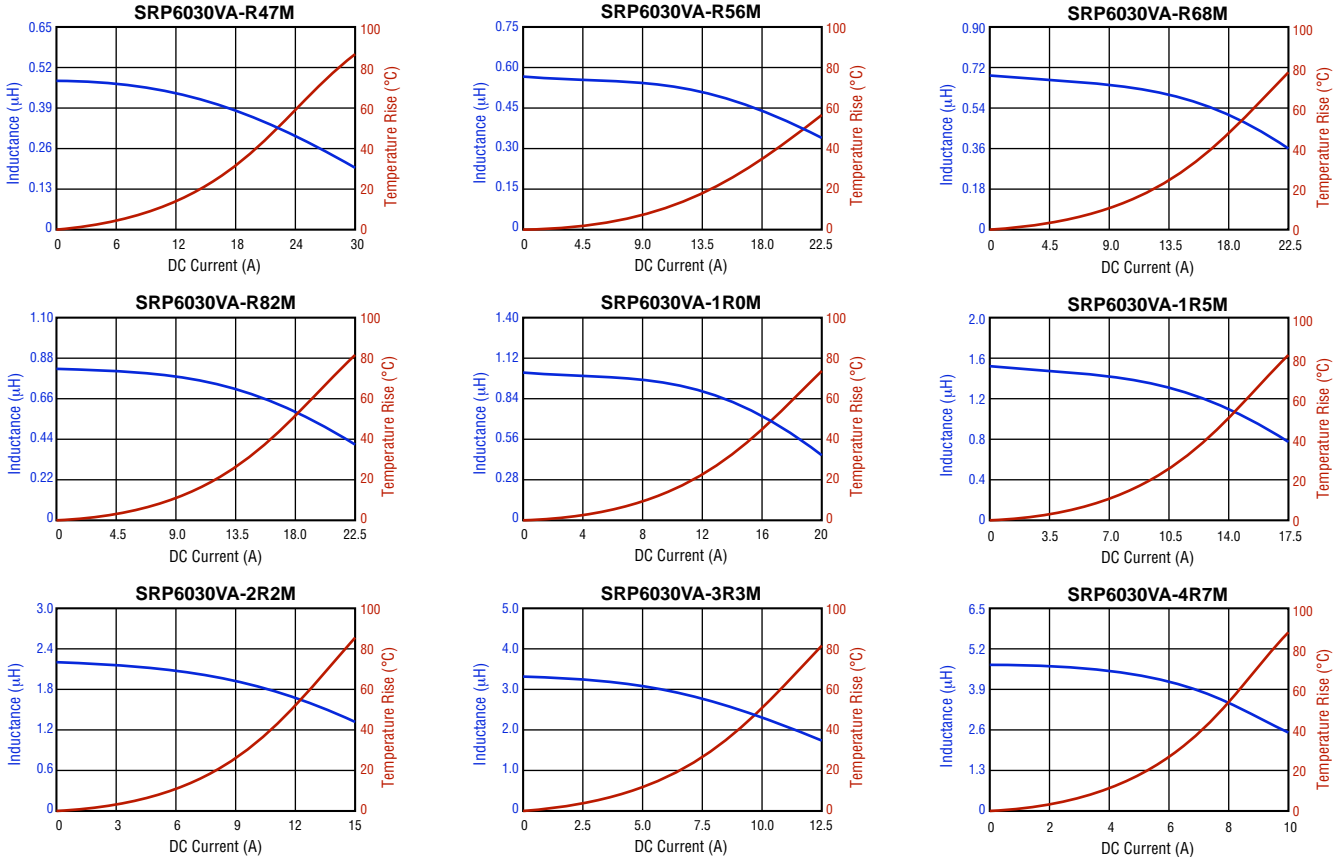 SRP6030VA-R47M
0.65
0.52
0.39
0.26
0.13
0
Inductance (μH)
100
80
60
40
20
0
Temperature Rise (°C)
0 6 12 18 24 30
DC Current (A)
SRP6030VA-R56M
0.75
0.60
0.45
0.30
0.15
0
Inductance (μH)
100
80
60
40
20
0
Temperature Rise (°C)
0 4.5 9.0 13.5 18.0 22.5
DC Current (A)
SRP6030VA-R68M
0.90
0.72
0.54
0.36
0.18
0
Inductance (μH)
100
80
60
40
20
0
Temperature Rise (°C)
0 4.5 9.0 13.5 18.0 22.5
DC Current (A)
SRP6030VA-R82M
1.10
0.88
0.66
0.44
0.22
0
Inductance (μH)
100
80
60
40
20
0
Temperature Rise (°C)
0 4.5 9.0 13.5 18.0 22.5
DC Current (A)
SRP6030VA-1R0M
1.40
1.12
0.84
0.56
0.28
0
Inductance (μH)
100
80
60
40
20
0
Temperature Rise (°C)
0 4 8 12 16 20
DC Current (A)
SRP6030VA-1R5M
2.0
1.6
1.2
0.8
0.4
0
Inductance (μH)
100
80
60
40
20
0
Temperature Rise (°C)
0 3.5 7.0 10.5 14.0 17.5
DC Current (A)
SRP6030VA-2R2M
3.0
2.4
1.8
1.2
0.6
0
Inductance (μH)
100
80
60
40
20
0
Temperature Rise (°C)
0 3 6 9 12 15
DC Current (A)
SRP6030VA-3R3M
5.0
4.0
3.0
2.0
1.0
0
Inductance (μH)
100
80
60
40
20
0
Temperature Rise (°C)
0 2.5 5.0 7.5 10.0 12.5
DC Current (A)
SRP6030VA-4R7M
6.5
5.2
3.9
2.6
1.3
0
Inductance (μH)
100
80
60
40
20
0
Temperature Rise (°C)
0 2 4 6 8 10
DC Current (A)